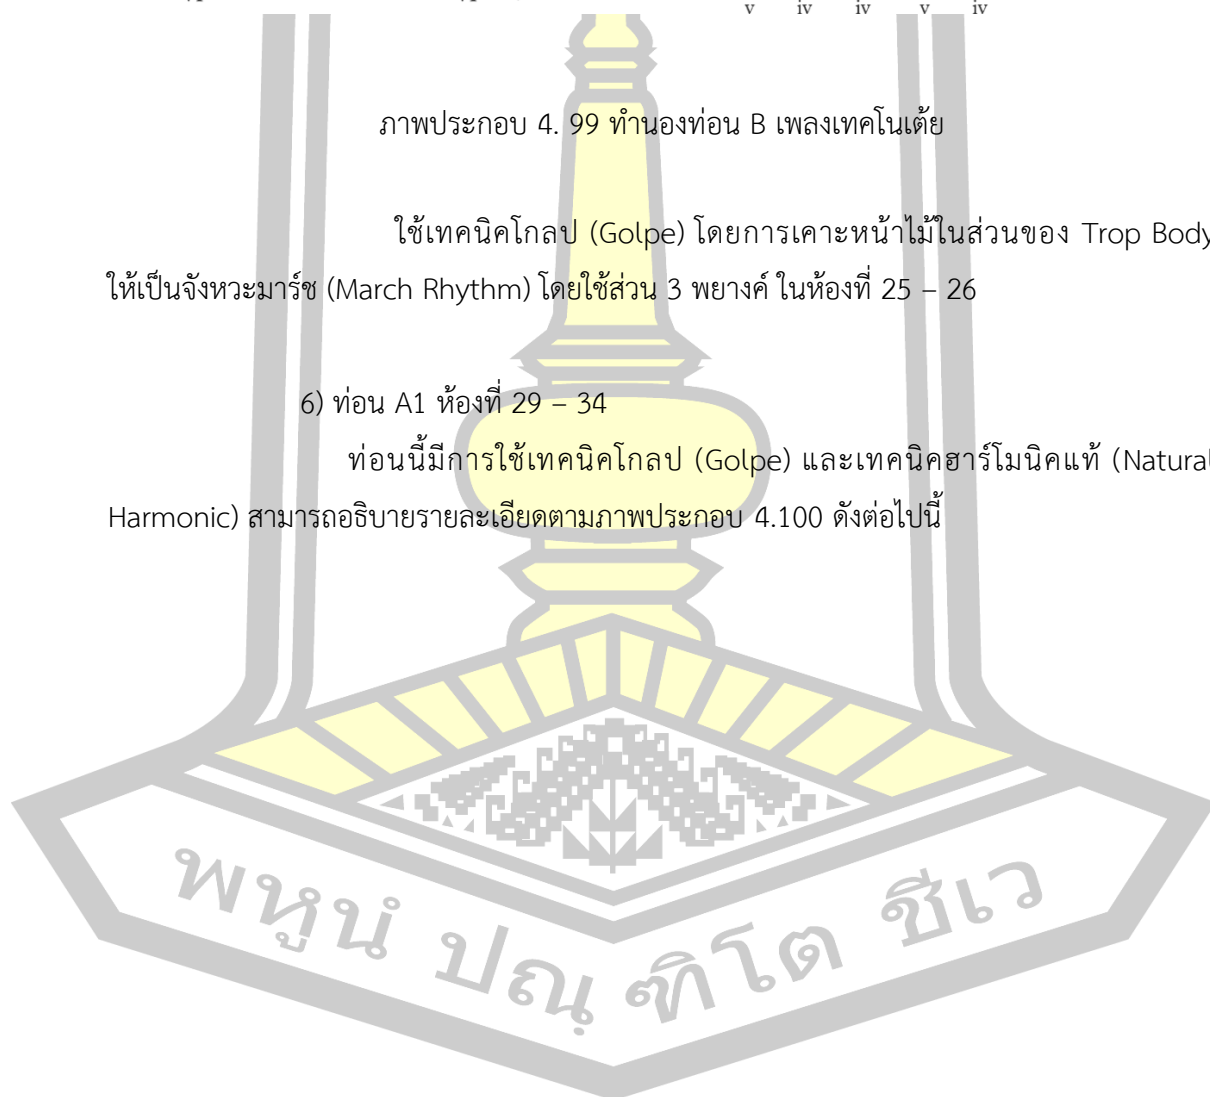 v iv iv v iv
ภาพประกอบ 4. 99 ทำนองท่อน B เพลงเทคโนเต้ย
ใช้เทคนิคโกลป (Golpe) โดยการเคาะหน้าไม้ในส่วนของ Trop Body
ให้เป็นจังหวะมาร์ช (March Rhythm) โดยใช้ส่วน 3 พยางค์ ในห้องที่ 25 – 26
6) ท่อน A1 ห้องที่ 29 – 34
ท่อนนี้มีการใช้เทคนิคโกลป (Golpe) และเทคนิคฮาร์โมนิคแท้ (Natural
Harmonic) สามารถอธิบายรายละเอียดตามภาพประกอบ 4.100 ดังต่อไปนี้
พหูนํ ปณฺฑิโต ชีเว